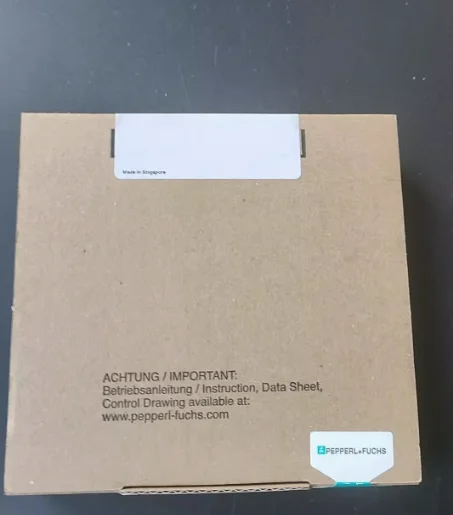 Made in Singapore
ACHTUNG / IMPORTANT:
Betriebsanleitung / Instruction, Data Sheet,
Control Drawing available at:
www.pepperl-fuchs.com
PEPPERL+FUCHS